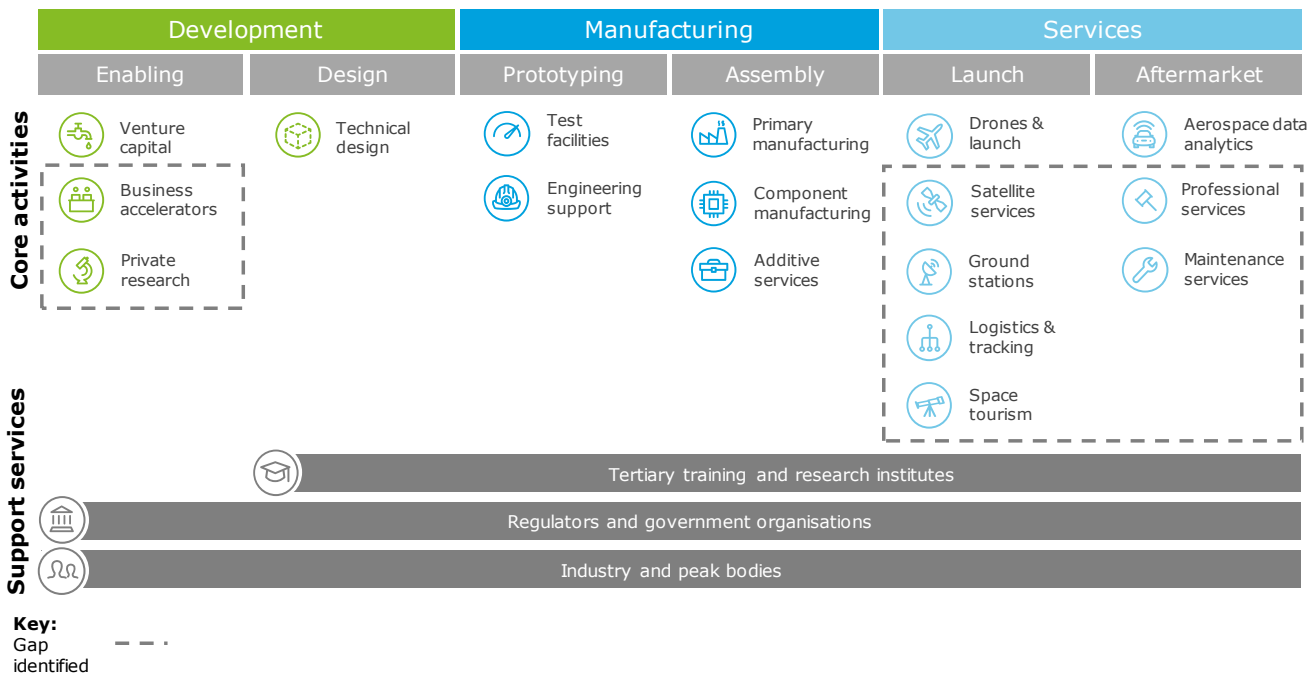 Development
Manufacturing
Services
Enabling
Design
Prototyping
Assembly
Launch
Aftermarket
Core activities
Venture
capital
Business
accelerators
Private
research
Technical
design
Test
facilities
Engineering
support
Primary
manufacturing
Component
manufacturing
Additive
services
Drones &
launch
Satellite
services
Ground
stations
Logistics &
tracking
Space
tourism
Aerospace data
analytics
Professional
services
Maintenance
services
Support services
Tertiary training and research institutes
Regulators and government organisations
Industry and peak bodies
Key:
Gap
identified